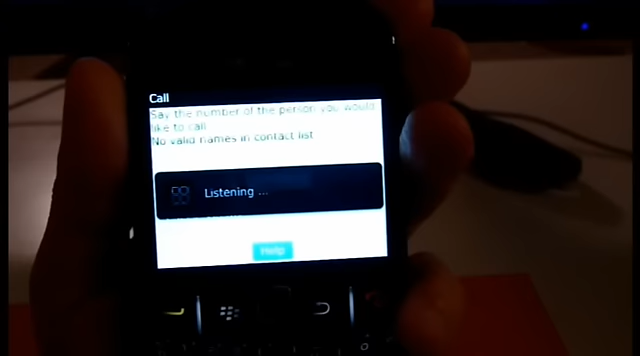 Call
Say the number of the person you would
like to call
No valid names in contact list
Listening ...
Help